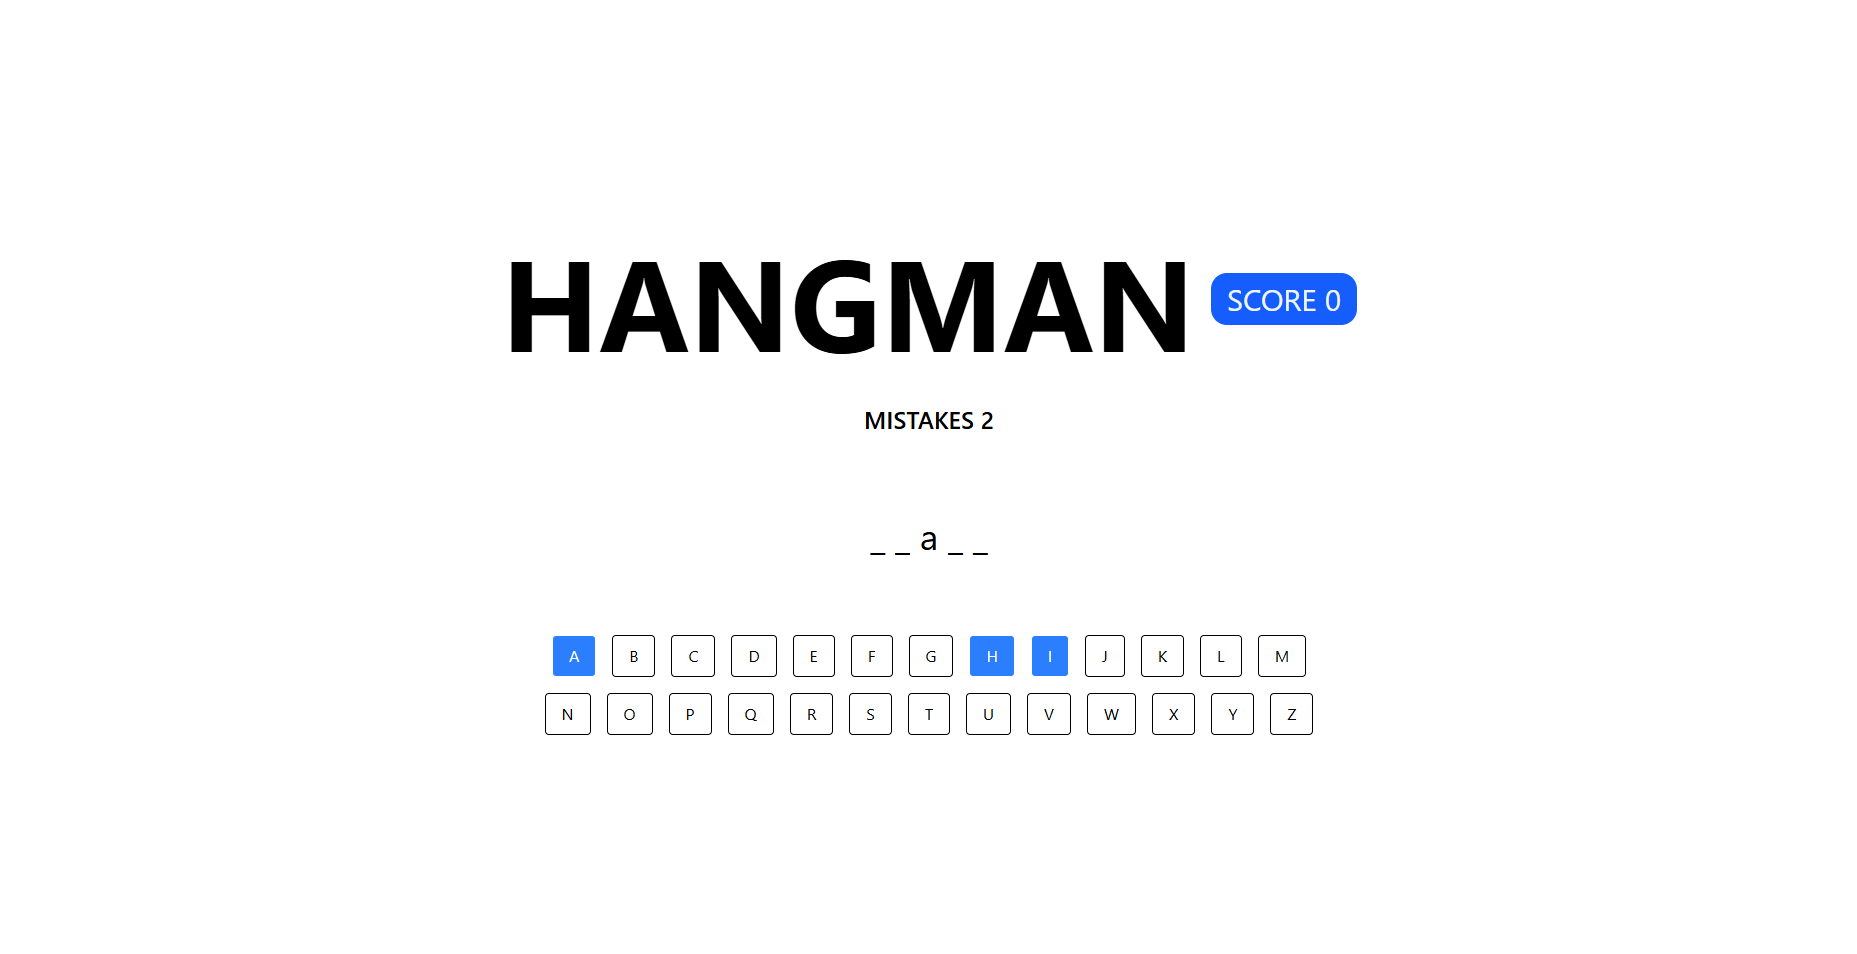 HANGMAN SCORE 0
MISTAKES 2
_ _ a _ _
A B C D E F G H I J K L M
N O P Q R S T U V W X Y Z